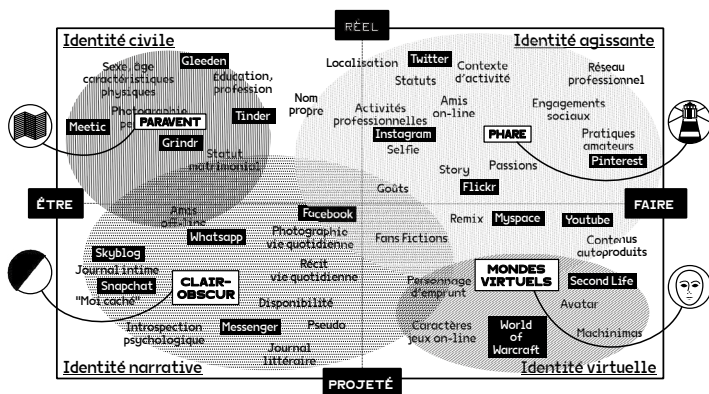 RÉEL
Identité civile
Identité agissante
Gleeden
Sexe, âge
caractéristiques
physiques
Éducation,
profession
Photographie
Meetic
PARAVENT
Tinder
Grindr
Statut
matrimonial
Nom
propre
Localisation
Twitter
Statuts
Contexte
d'activité
Réseau
professionnel
Activités
professionnelles
Amis
on-line
Engagements
sociaux
Instagram
Selfie
PHARE
Pratiques
amateurs
Pinterest
Story
Passions
Flickr
Goûts
ÊTRE
FAIRE
Amis
off-line
Facebook
Whatsapp
Photographie
vie quotidienne
Fans Fictions
Remix
Myspace
Youtube
Contenus
autoproduits
Skyblog
Journal intime
Snapchat
"Moi caché"
CLAIR-
OBSCUR
Récit
vie quotidienne
Disponibilité
Personnage
d'emprunt
MONDES
VIRTUELS
Second Life
Avatar
Introspection
psychologique
Messenger
Pseudo
Journal
littéraire
Caractères
jeux on-line
World
of
Warcraft
Machinimas
Identité narrative
Identité virtuelle
PROJETÉ